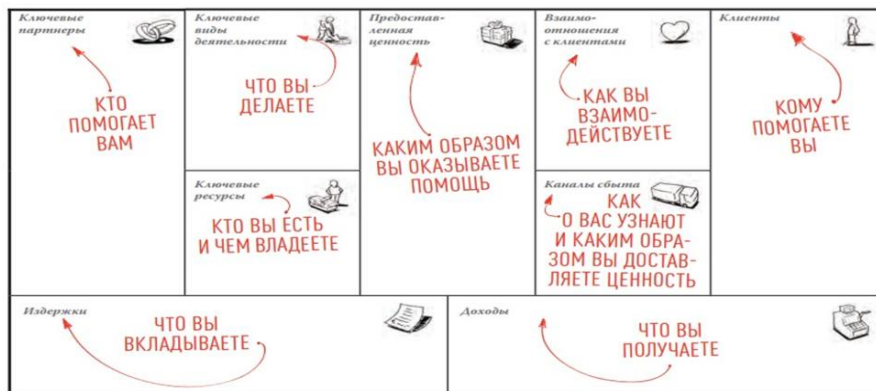 Ключевые
партнеры
КТО
ПОМОГАЕТ
ВАМ
Ключевые
виды
деятельности
ЧТО ВЫ
ДЕЛАЕТЕ
Ключевые
ресурсы
КТО ВЫ ЕСТЬ
И ЧЕМ ВЛАДЕЕТЕ
Предостав-
ленная
ценность
КАКИМ ОБРАЗОМ
ВЫ ОКАЗЫВАЕТЕ
ПОМОЩЬ
Взаимо-
отношения
с клиентами
КАК ВЫ
ВЗАИМО-
ДЕЙСТВУЕТЕ
Каналы сбыта
КАК
О ВАС УЗНАЮТ
И КАКИМ ОБРА-
ЗОМ ВЫ ДОСТАВ-
ЛЯЕТЕ ЦЕННОСТЬ
Клиенты
КОМУ
ПОМОГАЕТЕ
ВЫ
Издержки
ЧТО ВЫ
ВКЛАДЫВАЕТЕ
Доходы
ЧТО ВЫ
ПОЛУЧАЕТЕ